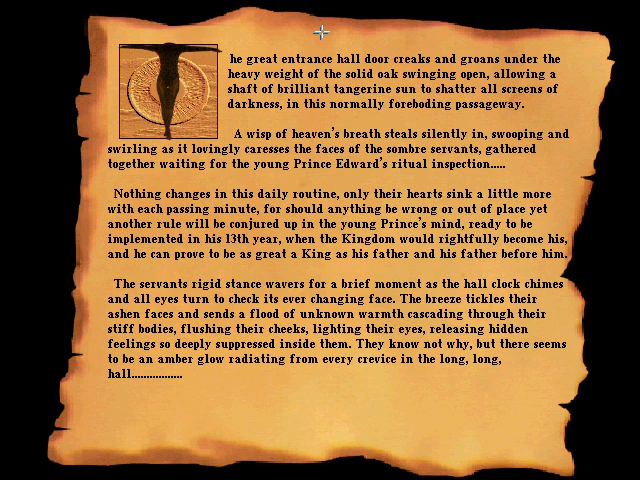 The great entrance hall door creaks and groans under the
heavy weight of the solid oak swinging open, allowing a
shaft of brilliant tangerine sun to shatter all screens of
darkness, in this normally foreboding passageway.
A wisp of heaven's breath steals silently in, swooping and
swirling as it lovingly caresses the faces of the sombre servants, gathered
together waiting for the young Prince Edward's ritual inspection.....
Nothing changes in this daily routine, only their hearts sink a little more
with each passing minute, for should anything be wrong or out of place yet
another rule will be conjured up in the young Prince's mind, ready to be
implemented in his 13th year, when the Kingdom would rightfully become his,
and he can prove to be as great a King as his father and his father before him.
The servants rigid stance wavers for a brief moment as the hall clock chimes
and all eyes turn to check its ever changing face. The breeze tickles their
ashen faces and sends a flood of unknown warmth cascading through their
stiff bodies, flushing their cheeks, lighting their eyes, releasing hidden
feelings so deeply suppressed inside them. They know not why, but there seems
to be an amber glow radiating from every crevice in the long, long,
hall..................